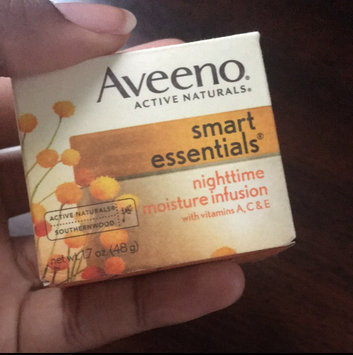 Aveeno®
ACTIVE NATURALS®
smart
essentials®
nighttime
moisture infusion
with vitamins A, C & E
ACTIVE NATURALS®
SOUTHERNWOOD
net wt. 1.7 oz. (48 g)